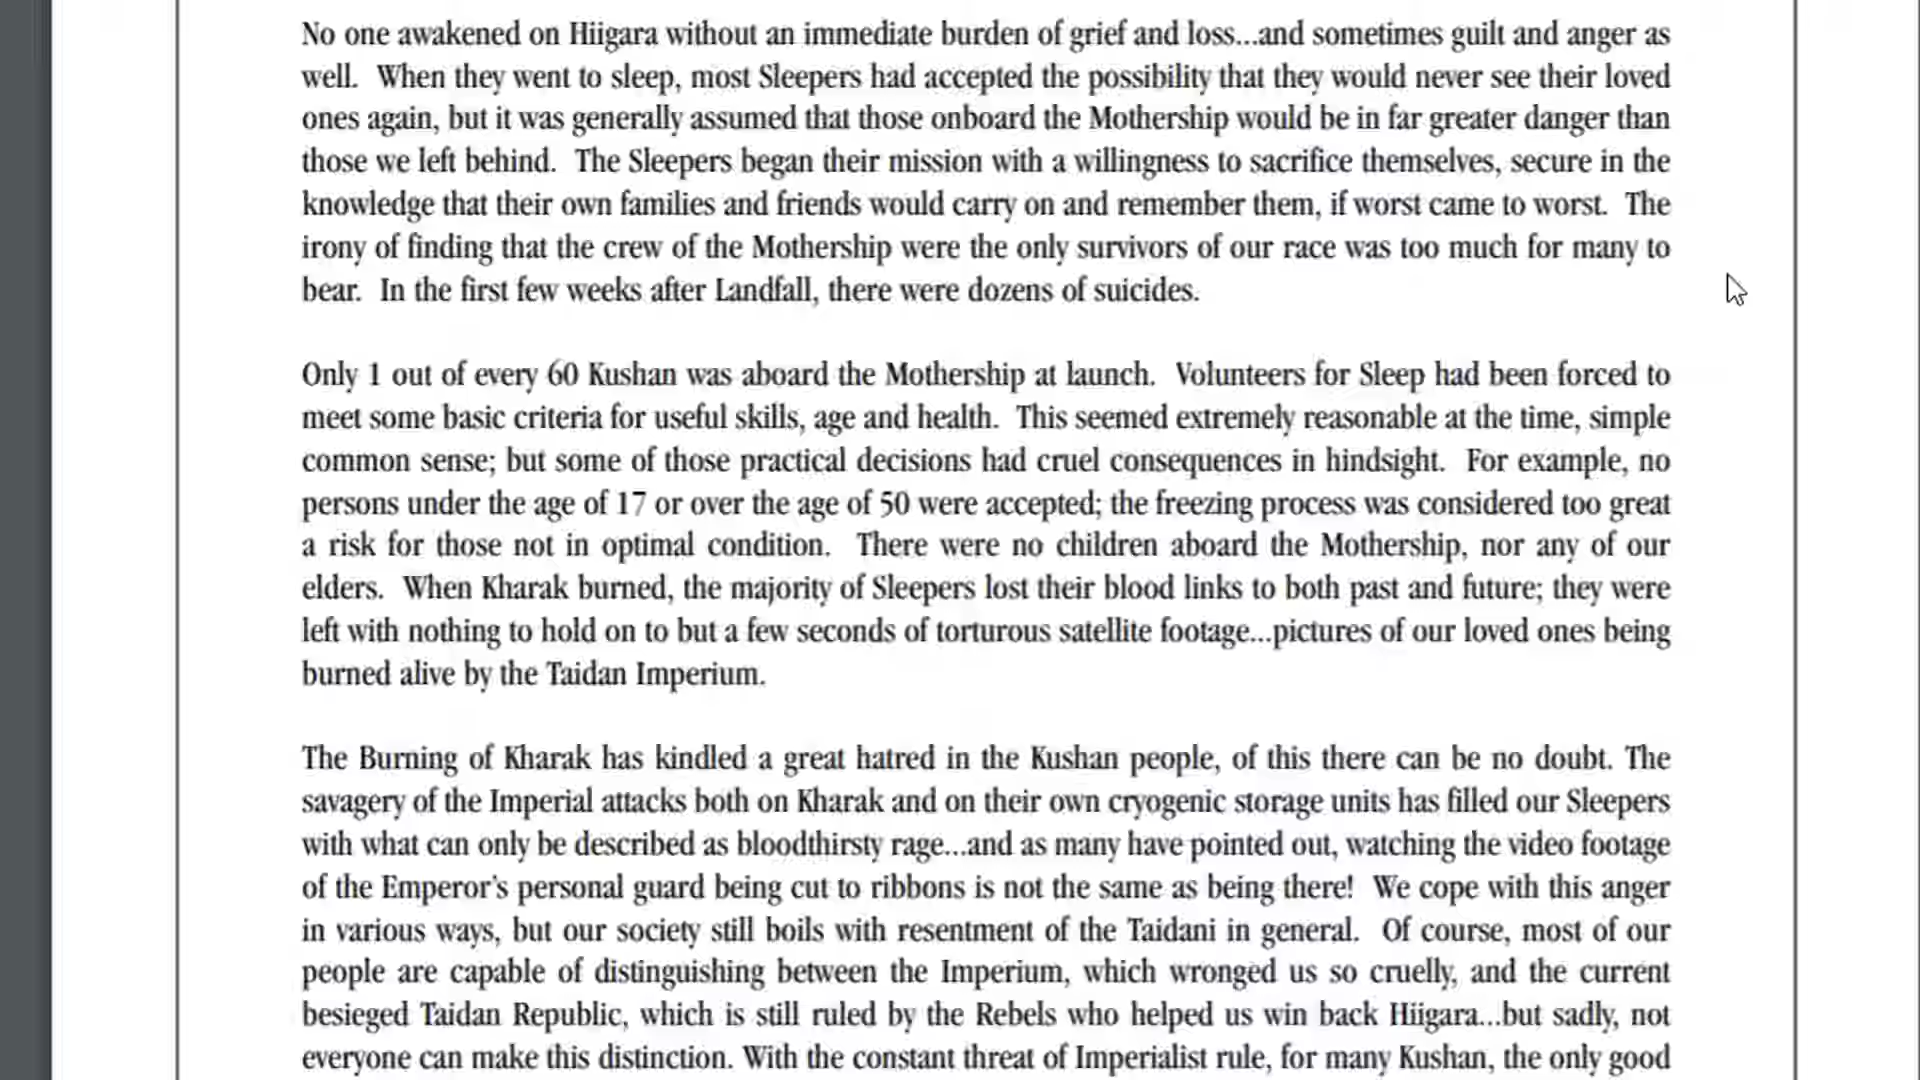 No one awakened on Hiigara without an immediate burden of grief and loss...and sometimes guilt and anger as
well.  When they went to sleep, most Sleepers had accepted the possibility that they would never see their loved
ones again, but it was generally assumed that those onboard the Mothership would be in far greater danger than
those we left behind.  The Sleepers began their mission with a willingness to sacrifice themselves, secure in the
knowledge that their own families and friends would carry on and remember them, if worst came to worst.  The
irony of finding that the crew of the Mothership were the only survivors of our race was too much for many to
bear.  In the first few weeks after Landfall, there were dozens of suicides.
Only 1 out of every 60 Kushan was aboard the Mothership at launch.  Volunteers for Sleep had been forced to
meet some basic criteria for useful skills, age and health.  This seemed extremely reasonable at the time, simple
common sense; but some of those practical decisions had cruel consequences in hindsight.  For example, no
persons under the age of 17 or over the age of 50 were accepted; the freezing process was considered too great
a risk for those not in optimal condition.  There were no children aboard the Mothership, nor any of our
elders.  When Kharak burned, the majority of Sleepers lost their blood links to both past and future; they were
left with nothing to hold on to but a few seconds of torturous satellite footage...pictures of our loved ones being
burned alive by the Taidan Imperium.
The Burning of Kharak has kindled a great hatred in the Kushan people, of this there can be no doubt. The
savagery of the Imperial attacks both on Kharak and on their own cryogenic storage units has filled our Sleepers
with what can only be described as bloodthirsty rage...and as many have pointed out, watching the video footage
of the Emperor's personal guard being cut to ribbons is not the same as being there!  We cope with this anger
in various ways, but our society still boils with resentment of the Taidani in general.  Of course, most of our
people are capable of distinguishing between the Imperium, which wronged us so cruelly, and the current
besieged Taidan Republic, which is still ruled by the Rebels who helped us win back Hiigara...but sadly, not
everyone can make this distinction. With the constant threat of Imperialist rule, for many Kushan, the only good